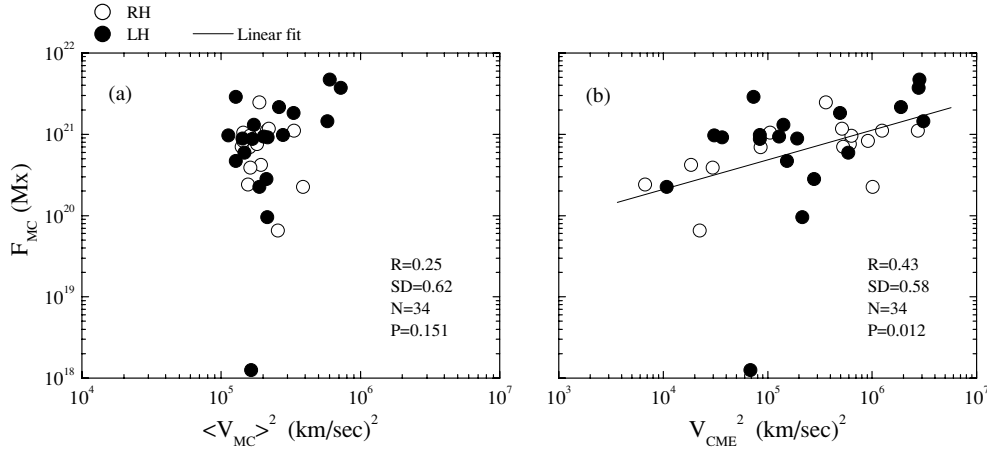 RH
LH
Linear fit
(a)
(b)
F_MC (Mx)
10^22
10^21
10^20
10^19
10^18
R=0.25
SD=0.62
N=34
P=0.151
R=0.43
SD=0.58
N=34
P=0.012
10^4 10^5 10^6 10^7
10^3 10^4 10^5 10^6 10^7
<V_MC>^2 (km/sec)^2
V_CME^2 (km/sec)^2